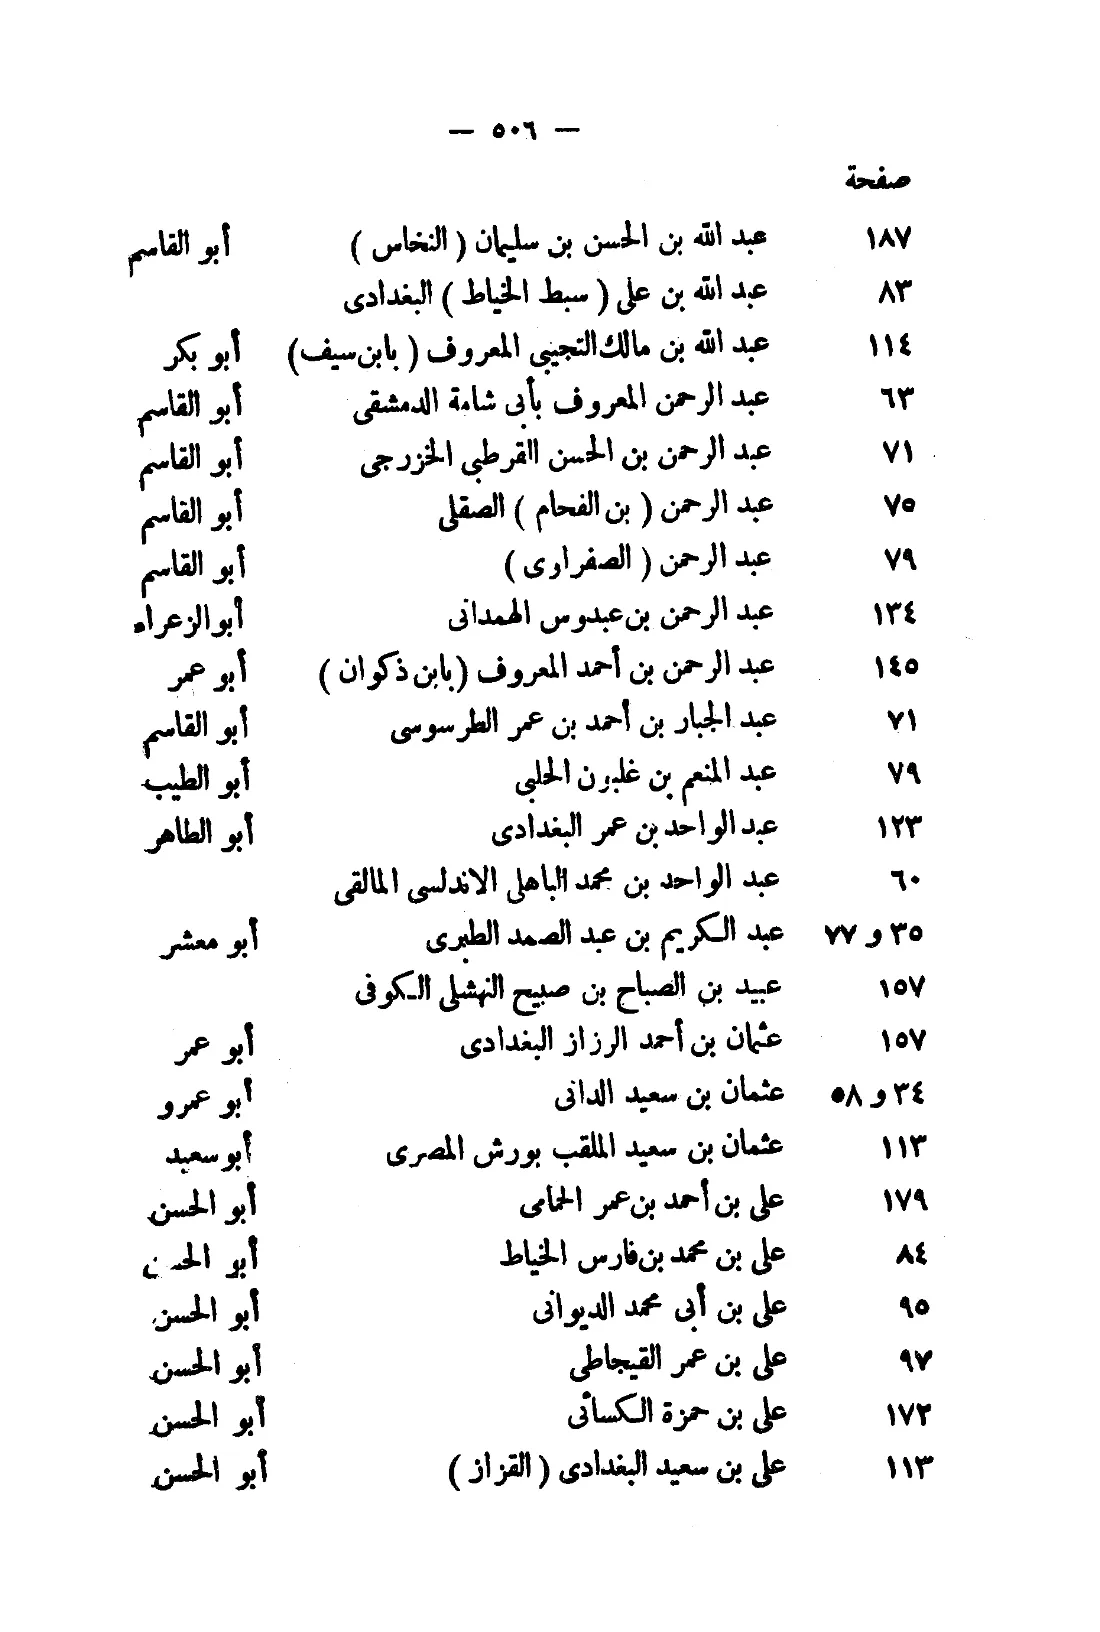 — ٥٠٦ —
صفحة
١٨٧ عبد الله بن الحسن بن سليمان ( النخاس ) أبو القاسم
٨٣ عبد الله بن على ( سبط الخياط ) البغدادى
١١٤ عبد الله بن مالك التجيبي المعروف ( بابن سيف ) أبو بكر
٦٣ عبد الرحمن المعروف بأبى شامة الدمشقى أبو القاسم
٧١ عبد الرحمن بن الحسن القرطبى الخزرجى أبو القاسم
٧٥ عبد الرحمن ( بن الفحام ) الصقلى أبو القاسم
٧٩ عبد الرحمن ( الصفراوى ) أبو القاسم
١٣٤ عبد الرحمن بن عبدوس الهمدانى أبو الزعراء
١٤٥ عبد الرحمن بن أحمد المعروف ( بابن ذكوان ) أبو عمر
٧١ عبد الجبار بن أحمد بن عمر الطرسوسى أبو القاسم
٧٩ عبد المنعم بن غلبون الحلبي أبو الطيب
١٢٣ عبد الواحد بن عمر البغدادى أبو الطاهر
٦٠ عبد الواحد بن محمد الباهلى الاندلسى المالقى
٣٥ و ٧٧ عبد الكريم بن عبد الصمد الطبرى أبو معشر
١٥٧ عبيد بن الصباح بن صبيح النهشلى الكوفى
١٥٧ عثمان بن أحمد الرزاز البغدادى أبو عمر
٣٤ و ٥٨ عثمان بن سعيد الدانى أبو عمرو
١١٣ عثمان بن سعيد الملقب بورش المصرى أبو سعيد
١٧٩ على بن أحمد بن عمر الحمامى أبو الحسن
٨٤ على بن محمد بن فارس الخياط أبو الحسن
٩٥ على بن أبى محمد الديوانى أبو الحسن
٩٧ على بن عمر القيجاطى أبو الحسن
١٧٢ على بن حمزة الكسائى أبو الحسن
١١٣ على بن سعيد البغدادى ( القزاز ) أبو الحسن